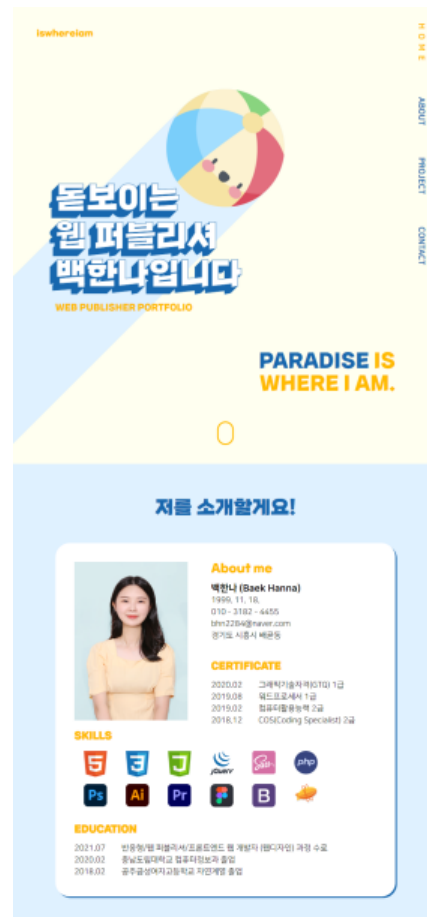 iswhereiam
HOME
ABOUT
PROJECT
CONTACT
돋보이는
웹 퍼블리셔
백한나입니다
WEB PUBLISHER PORTFOLIO
PARADISE IS
WHERE I AM.
저를 소개할게요!
About me
백한나 (Baek Hanna)
1999. 11. 18.
010 - 3182 - 4455
bhn2284@naver.com
경기도 시흥시 배곧동
CERTIFICATE
2020.02 그래픽기술자격(GTQ) 1급
2019.08 워드프로세서 1급
2019.02 컴퓨터활용능력 2급
2018.12 COS(Coding Specialist) 2급
SKILLS
5 3 J jQuery Sass php
Ps Ai Pr B
EDUCATION
2021.07 반응형/웹 퍼블리셔/프론트엔드 웹 개발자 (웹디자인) 과정 수료
2020.02 충남도립대학교 컴퓨터정보과 졸업
2018.02 공주금성여자고등학교 자연계열 졸업